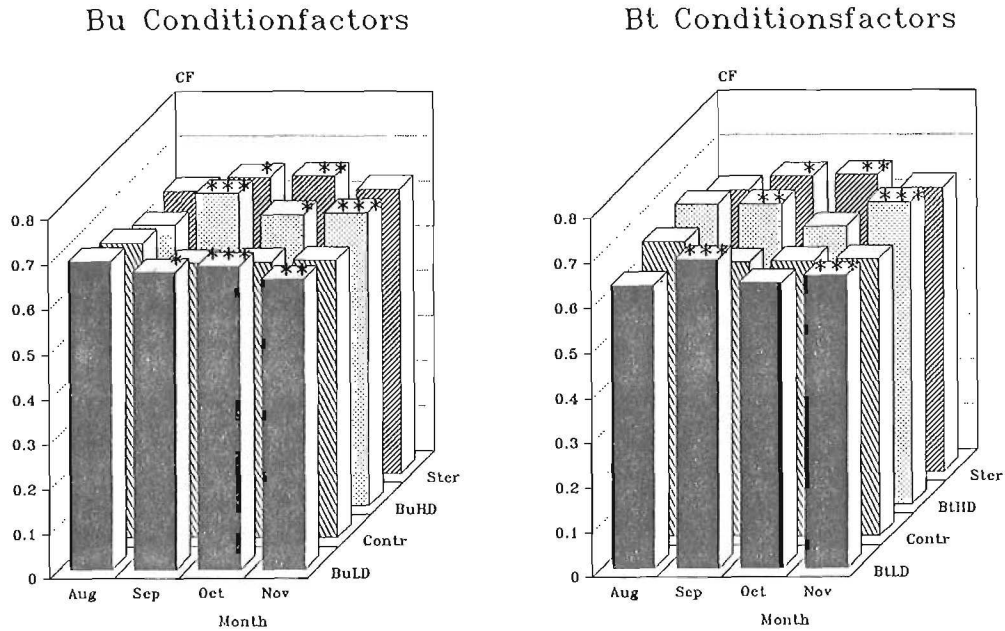 Bu Conditionfactors
CF
* **
***
* ***
* *** **
0.8
0.7
0.6
0.5
0.4
0.3
0.2
0.1
0
Ster
BuHD
Contr
BuLD
Aug Sep Oct Nov
Month
Bt Conditionsfactors
CF
* **
** ***
*** ***
0.8
0.7
0.6
0.5
0.4
0.3
0.2
0.1
0
Ster
BtHD
Contr
BtLD
Aug Sep Oct Nov
Month